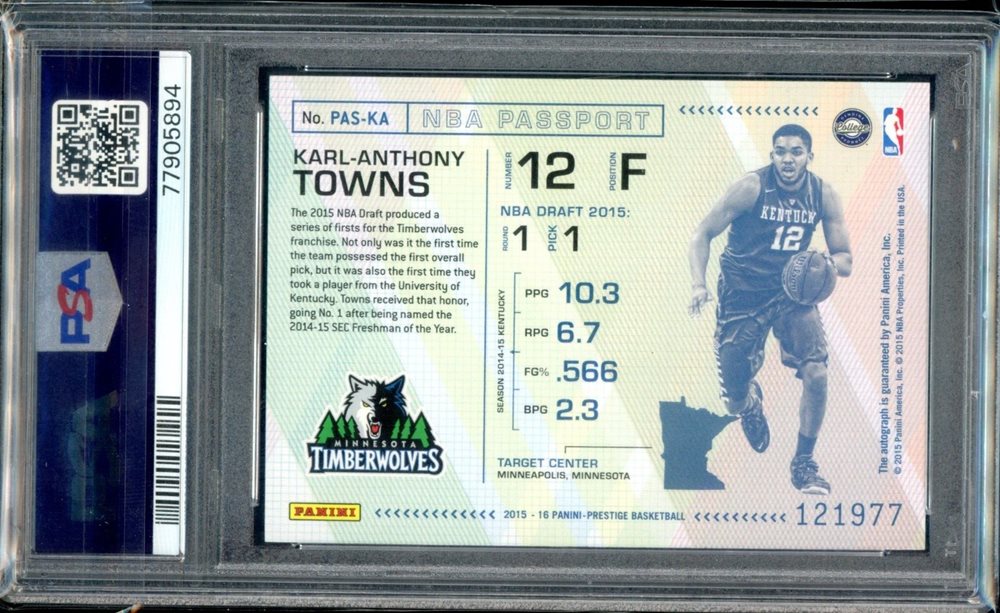 77905894
PSA
No. PAS-KA
NBA PASSPORT
KARL-ANTHONY
TOWNS
The 2015 NBA Draft produced a
series of firsts for the Timberwolves
franchise. Not only was it the first time
the team possessed the first overall
pick, but it was also the first time they
took a player from the University of
Kentucky. Towns received that honor,
going No. 1 after being named the
2014-15 SEC Freshman of the Year.
MINNESOTA
TIMBERWOLVES
NUMBER 12 POSITION F
NBA DRAFT 2015:
ROUND 1 PICK 1
SEASON 2014-15 KENTUCKY
PPG 10.3
RPG 6.7
FG% .566
BPG 2.3
TARGET CENTER
MINNEAPOLIS, MINNESOTA
College
NBA
KENTUCK
12
The autograph is guaranteed by Panini America, Inc.
© 2015 Panini America, Inc. © 2015 NBA Properties, Inc. Printed in the USA.
PANINI
2015 - 16 PANINI-PRESTIGE BASKETBALL
121977